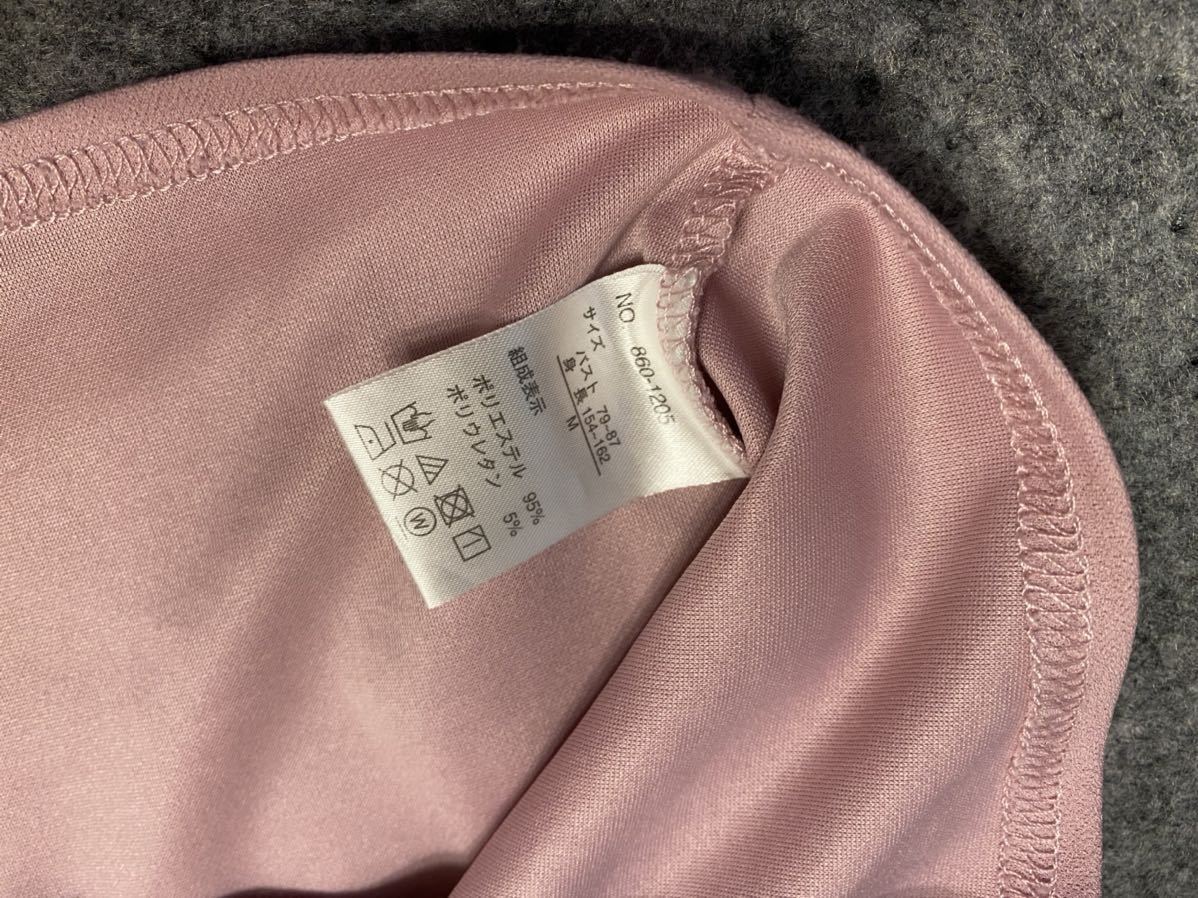 NO. 860-1205
サイズ
バスト 79-87
身 長 154-162
M
組成表示
ポリエステル 95%
ポリウレタン 5%
W